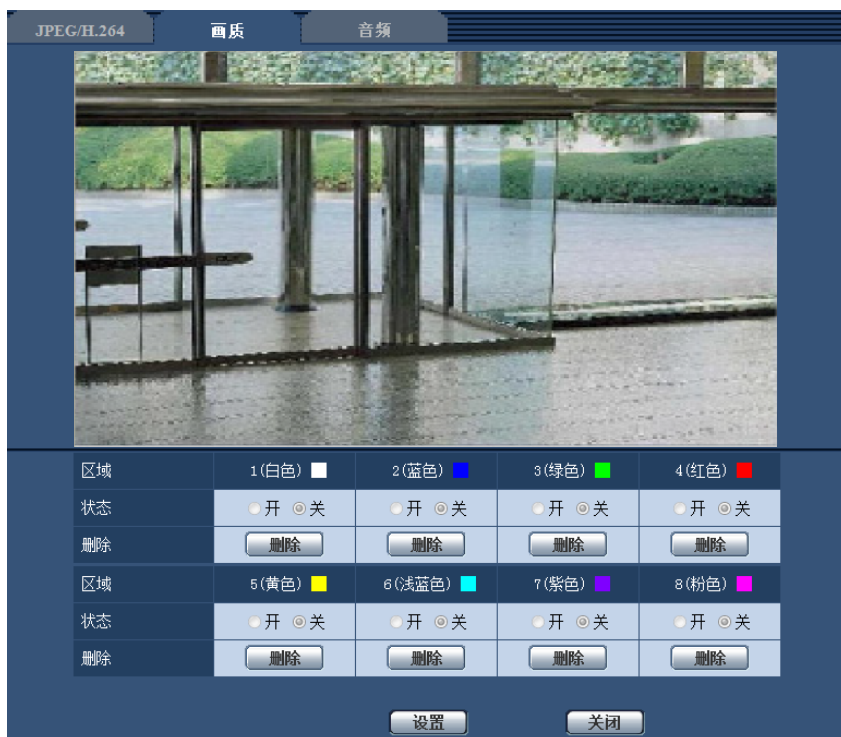 JPEG/H.264 画质 音频
区域 1(白色) 2(蓝色) 3(绿色) 4(红色)
状态 开 关 开 关 开 关 开 关
删除 删除 删除 删除 删除
区域 5(黄色) 6(浅蓝色) 7(紫色) 8(粉色)
状态 开 关 开 关 开 关 开 关
删除 删除 删除 删除 删除
设置 关闭